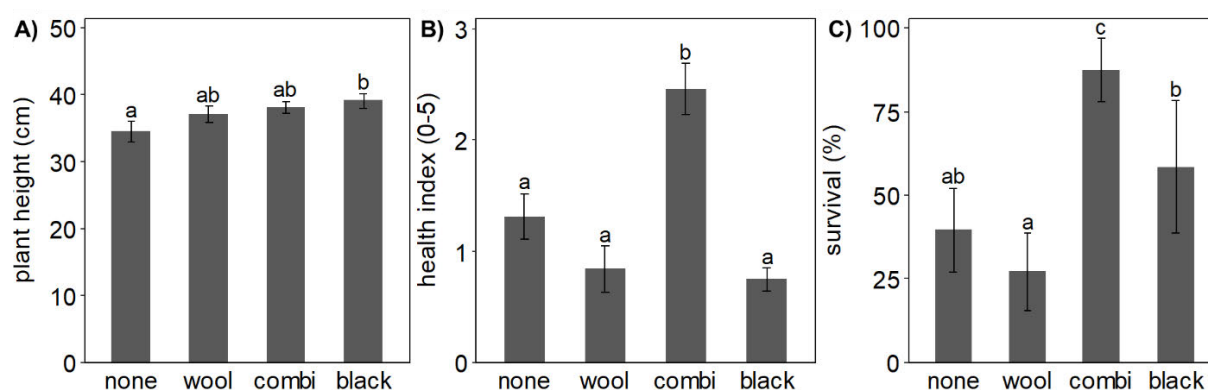 A)
plant height (cm)
50
40
30
20
10
0
a
ab
ab
b
none wool combi black
B)
health index (0-5)
3
2
1
0
a
a
b
a
none wool combi black
C)
survival (%)
100
75
50
25
0
ab
a
c
b
none wool combi black